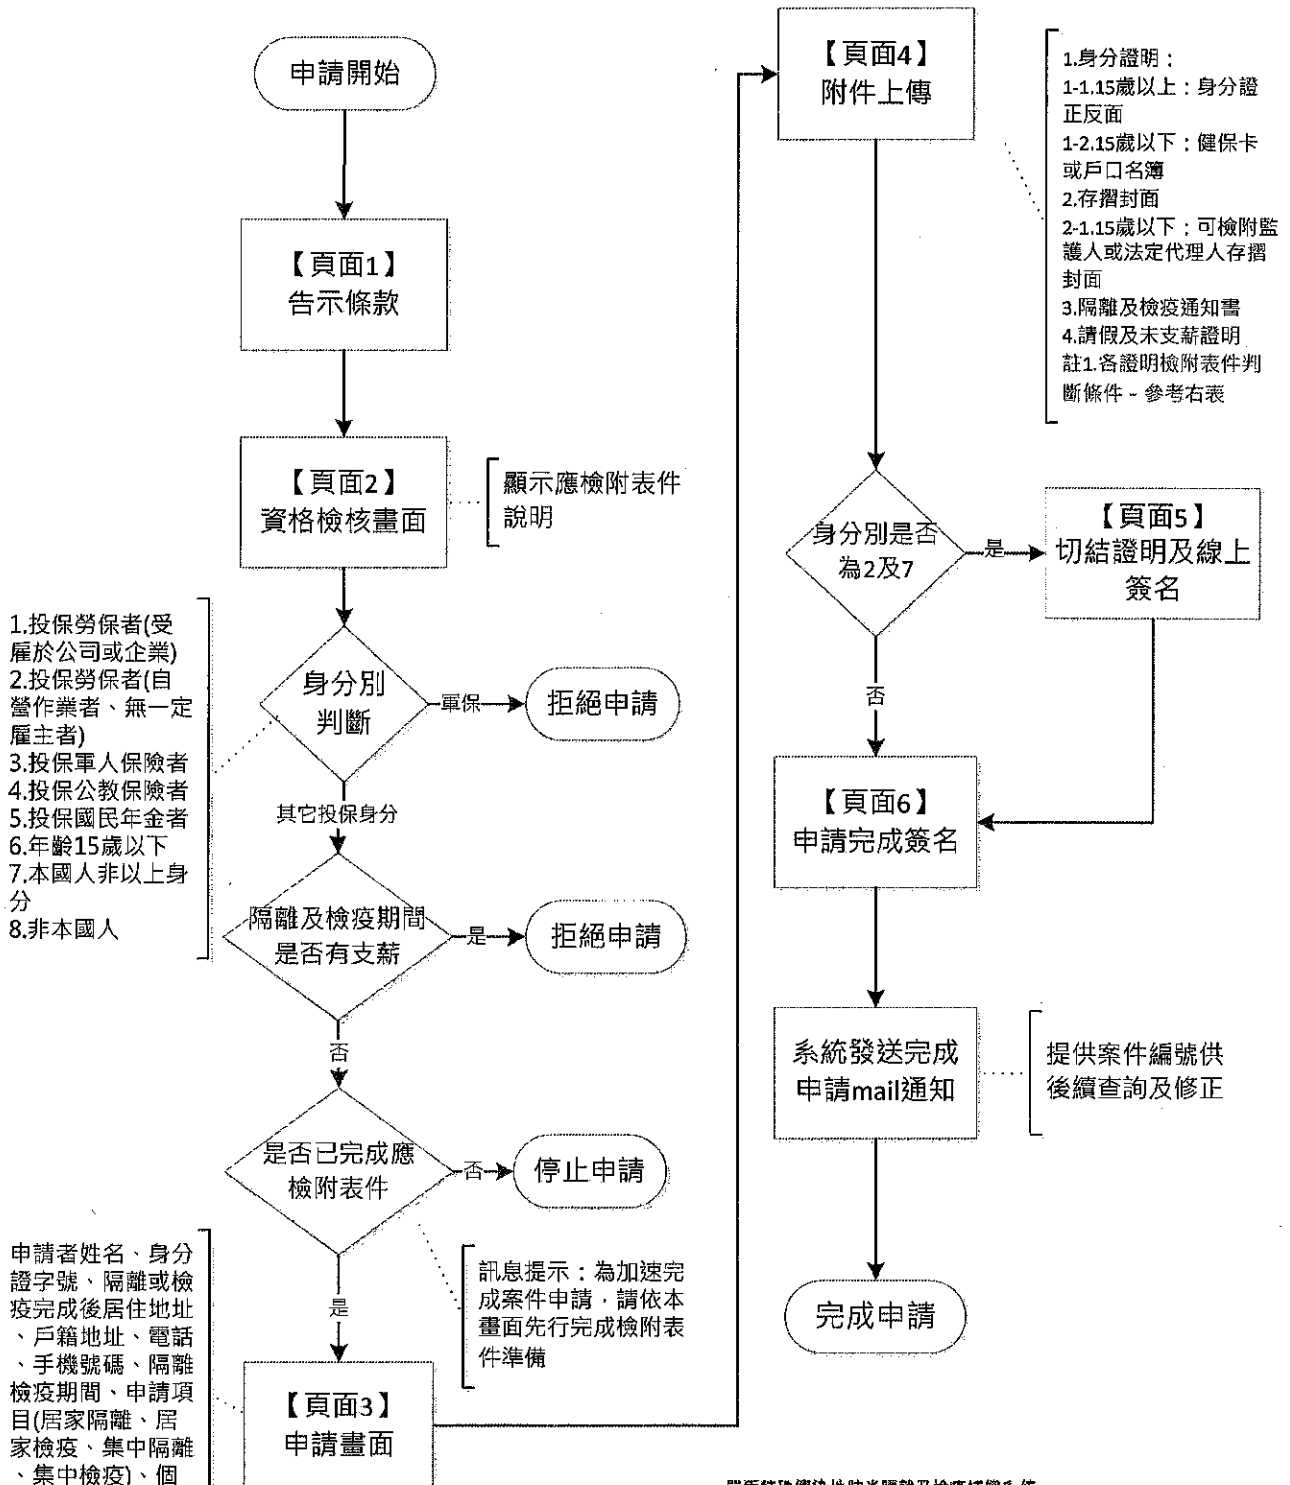 申請開始
【頁面1】
告示條款
【頁面2】
資格檢核畫面
顯示應檢附表件
說明
1.投保勞保者(受
雇於公司或企業)
2.投保勞保者(自
營作業者、無一定
雇主者)
3.投保軍人保險者
4.投保公教保險者
5.投保國民年金者
6.年齡15歲以下
7.本國人非以上身
分
8.非本國人
身分別
判斷
軍保
拒絕申請
其它投保身分
隔離及檢疫期間
是否有支薪
是
拒絕申請
否
是否已完成應
檢附表件
否
停止申請
訊息提示：為加速完
成案件申請，請依本
畫面先行完成檢附表
件準備
是
申請者姓名、身分
證字號、隔離或檢
疫完成後居住地址
、戶籍地址、電話
、手機號碼、隔離
檢疫期間、申請項
目(居家隔離、居
家檢疫、集中隔離
、集中檢疫)、個
【頁面3】
申請畫面
【頁面4】
附件上傳
1.身分證明：
1-1.15歲以上：身分證
正反面
1-2.15歲以下：健保卡
或戶口名簿
2.存摺封面
2-1.15歲以下：可檢附監
護人或法定代理人存摺
封面
3.隔離及檢疫通知書
4.請假及未支薪證明
註1.各證明檢附表件判
斷條件-參考右表
身分別是否
為2及7
是
【頁面5】
切結證明及線上
簽名
否
【頁面6】
申請完成簽名
系統發送完成
申請mail通知
提供案件編號供
後續查詢及修正
完成申請